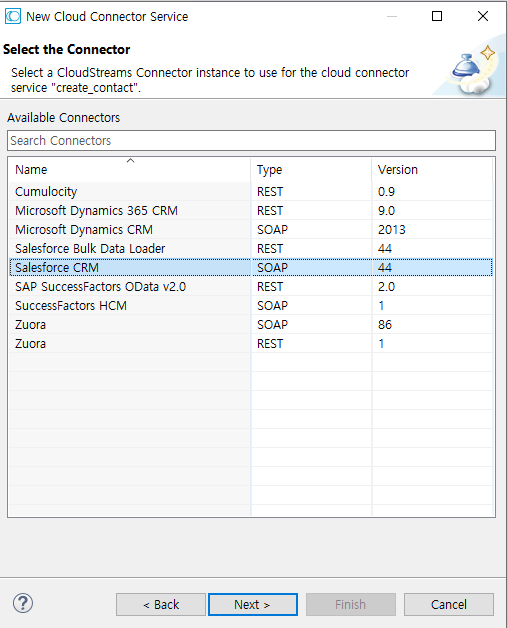 New Cloud Connector Service
Select the Connector
Select a CloudStreams Connector instance to use for the cloud connector
service "create_contact".
Available Connectors
Search Connectors
Name Type Version
Cumulocity REST 0.9
Microsoft Dynamics 365 CRM REST 9.0
Microsoft Dynamics CRM SOAP 2013
Salesforce Bulk Data Loader REST 44
Salesforce CRM SOAP 44
SAP SuccessFactors OData v2.0 REST 2.0
SuccessFactors HCM SOAP 1
Zuora SOAP 86
Zuora REST 1
? < Back Next > Finish Cancel